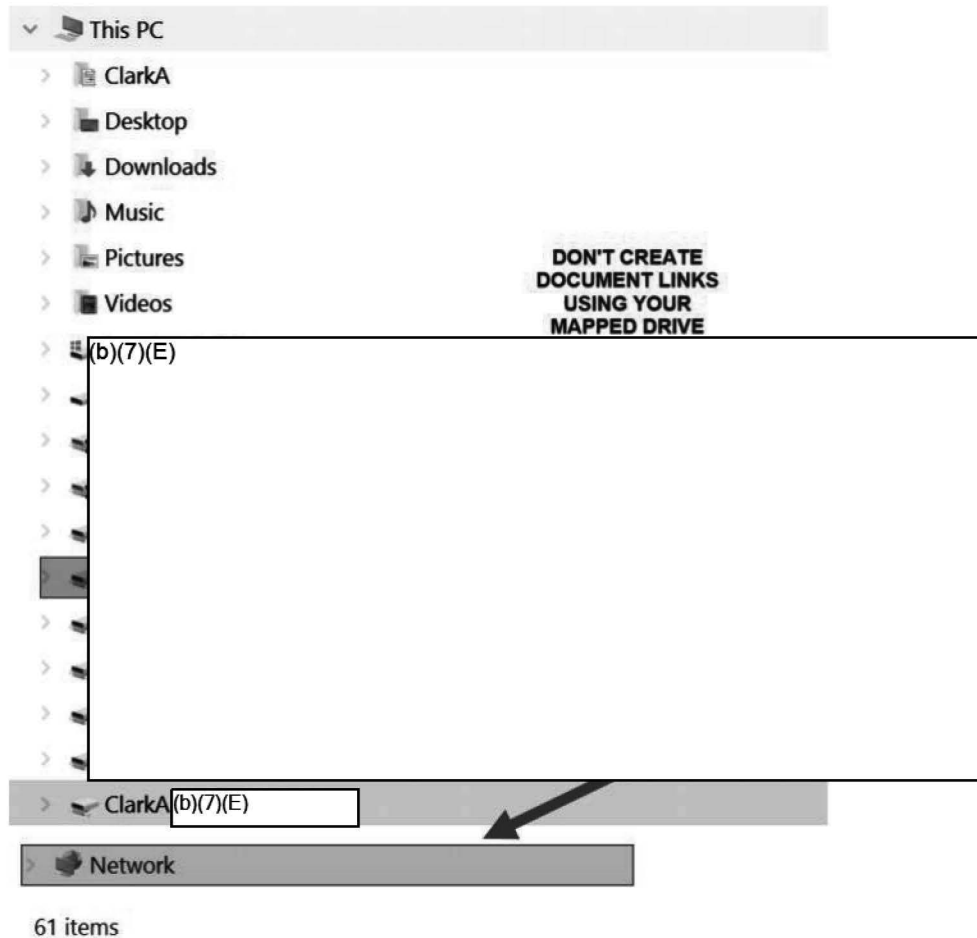 This PC
ClarkA
Desktop
Downloads
Music
Pictures
Videos
DON'T CREATE
DOCUMENT LINKS
USING YOUR
MAPPED DRIVE
(b)(7)(E)
ClarkA (b)(7)(E)
Network
61 items